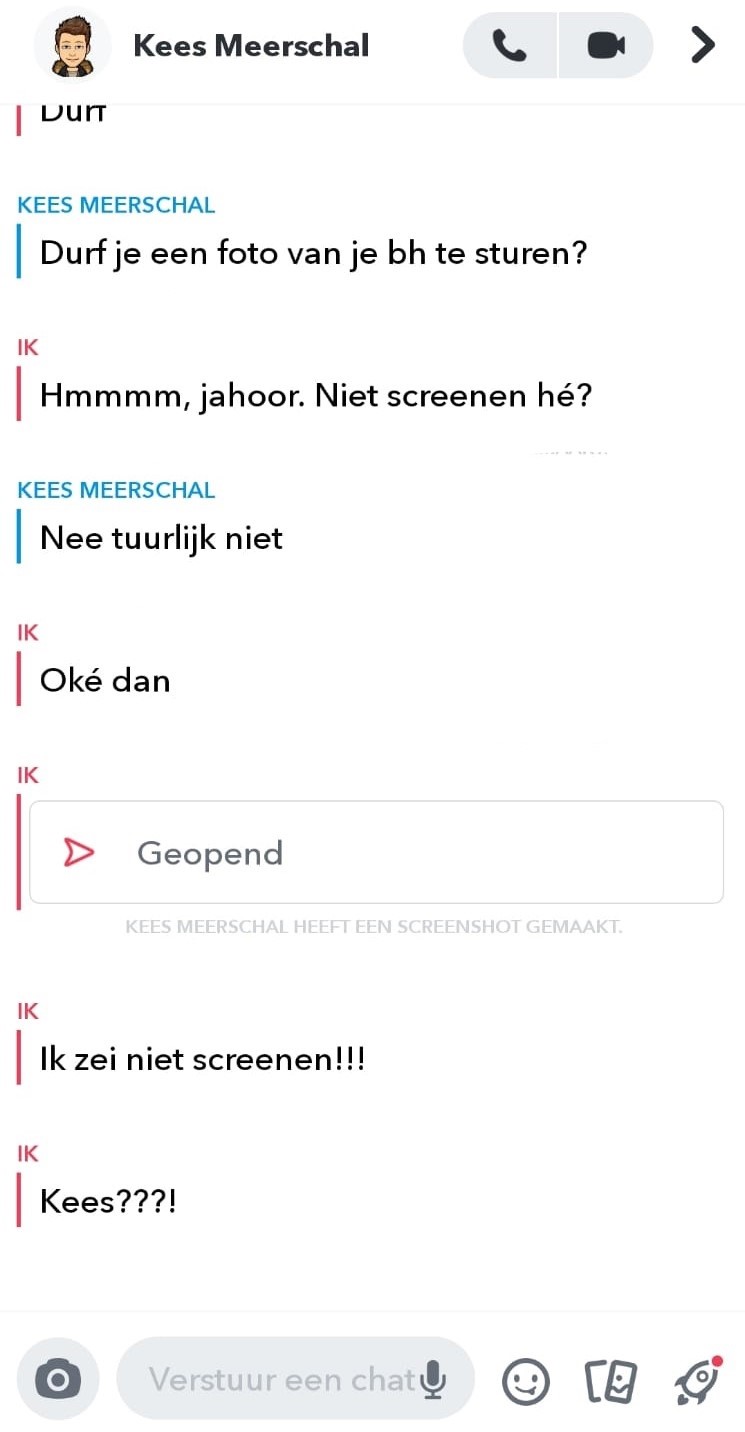 Kees Meerschal
Durf
KEES MEERSCHAL
Durf je een foto van je bh te sturen?
IK
Hmmmm, jahoor. Niet screenen hé?
KEES MEERSCHAL
Nee tuurlijk niet
IK
Oké dan
IK
Geopend
KEES MEERSCHAL HEEFT EEN SCREENSHOT GEMAAKT.
IK
Ik zei niet screenen!!!
IK
Kees???!
Verstuur een chat